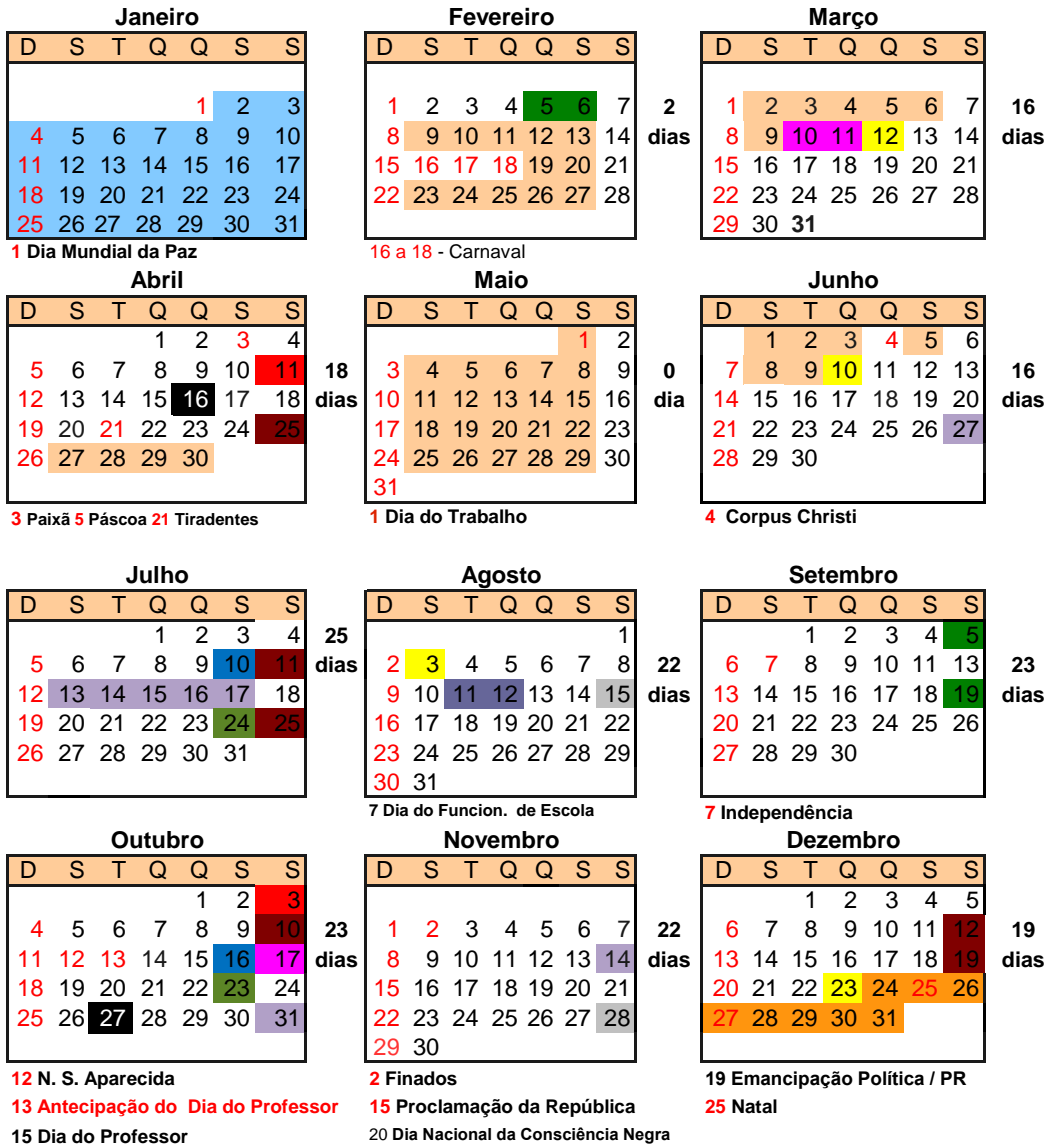 Janeiro Fevereiro Março
D S T Q Q S S D S T Q Q S S D S T Q Q S S
1 2 3 1 2 3 4 5 6 7 2 1 2 3 4 5 6 7 16
4 5 6 7 8 9 10 8 9 10 11 12 13 14 dias 8 9 10 11 12 13 14 dias
11 12 13 14 15 16 17 15 16 17 18 19 20 21 15 16 17 18 19 20 21
18 19 20 21 22 23 24 22 23 24 25 26 27 28 22 23 24 25 26 27 28
25 26 27 28 29 30 31 29 30 31
1 Dia Mundial da Paz 16 a 18 - Carnaval
Abril Maio Junho
D S T Q Q S S D S T Q Q S S D S T Q Q S S
1 2 3 4 1 2 1 2 3 4 5 6
5 6 7 8 9 10 11 18 3 4 5 6 7 8 9 0 7 8 9 10 11 12 13 16
12 13 14 15 16 17 18 dias 10 11 12 13 14 15 16 dia 14 15 16 17 18 19 20 dias
19 20 21 22 23 24 25 17 18 19 20 21 22 23 21 22 23 24 25 26 27
26 27 28 29 30 24 25 26 27 28 29 30 28 29 30
31
3 Paixã 5 Páscoa 21 Tiradentes 1 Dia do Trabalho 4 Corpus Christi
Julho Agosto Setembro
D S T Q Q S S D S T Q Q S S D S T Q Q S S
1 2 3 4 25 1 1 2 3 4 5
5 6 7 8 9 10 11 dias 2 3 4 5 6 7 8 22 6 7 8 9 10 11 13 23
12 13 14 15 16 17 18 9 10 11 12 13 14 15 dias 13 14 15 16 17 18 19 dias
19 20 21 22 23 24 25 16 17 18 19 20 21 22 20 21 22 23 24 25 26
26 27 28 29 30 31 23 24 25 26 27 28 29 27 28 29 30
30 31
7 Dia do Funcion. de Escola 7 Independência
Outubro Novembro Dezembro
D S T Q Q S S D S T Q Q S S D S T Q Q S S
1 2 3 1 2 3 4 5
4 5 6 7 8 9 10 23 1 2 3 4 5 6 7 22 6 7 8 9 10 11 12 19
11 12 13 14 15 16 17 dias 8 9 10 11 12 13 14 dias 13 14 15 16 17 18 19 dias
18 19 20 21 22 23 24 15 16 17 18 19 20 21 20 21 22 23 24 25 26
25 26 27 28 29 30 31 22 23 24 25 26 27 28 27 28 29 30 31
29 30
12 N. S. Aparecida 2 Finados 19 Emancipação Política / PR
13 Antecipação do Dia do Professor 15 Proclamação da República 25 Natal
15 Dia do Professor 20 Dia Nacional da Consciência Negra